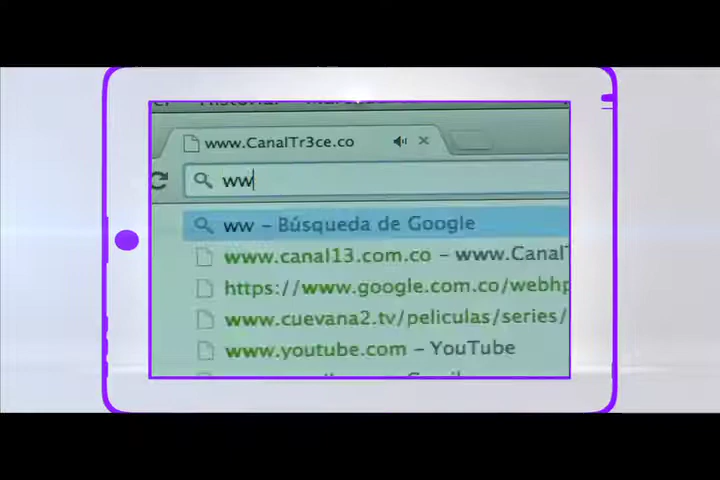 www.CanalTr3ce.co
ww
ww – Búsqueda de Google
www.canal13.com.co – www.CanalT
https://www.google.com.co/webhp
www.cuevana2.tv/peliculas/series/
www.youtube.com – YouTube